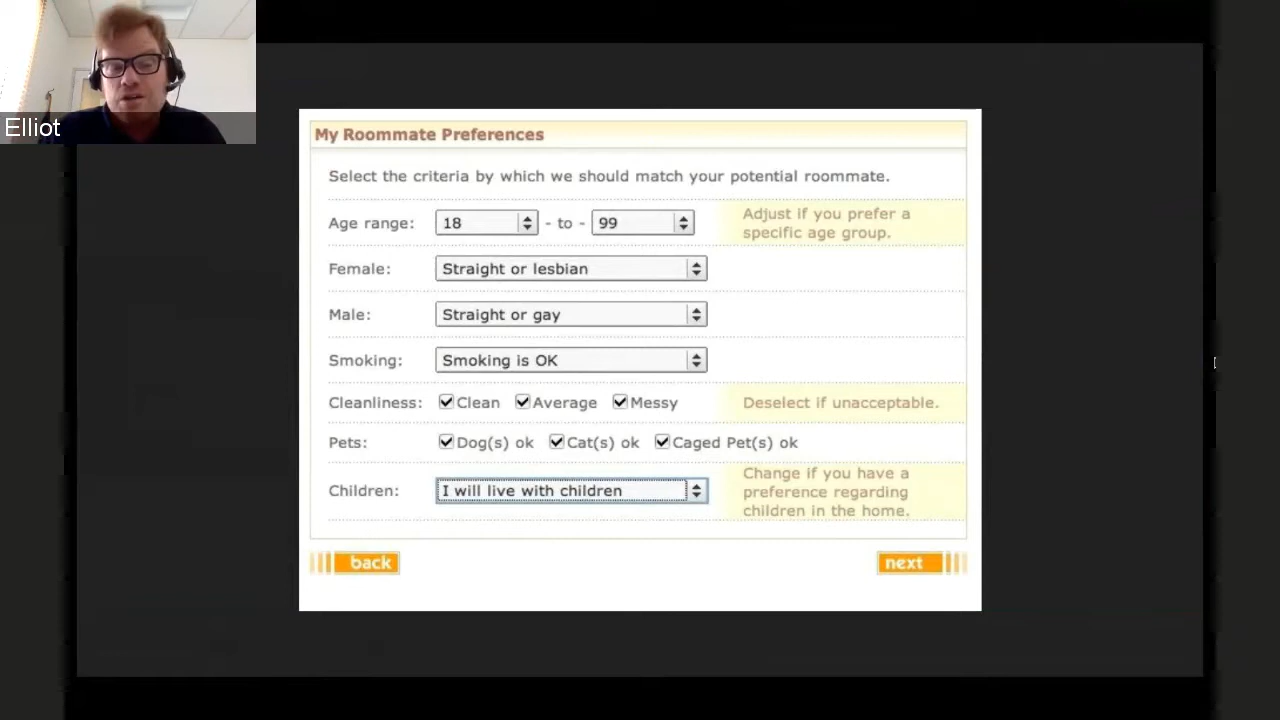 Elliot
My Roommate Preferences
Select the criteria by which we should match your potential roommate.
Age range: 18 - to - 99 Adjust if you prefer a specific age group.
Female: Straight or lesbian
Male: Straight or gay
Smoking: Smoking is OK
Cleanliness: Clean Average Messy Deselect if unacceptable.
Pets: Dog(s) ok Cat(s) ok Caged Pet(s) ok
Children: I will live with children Change if you have a preference regarding children in the home.
back next